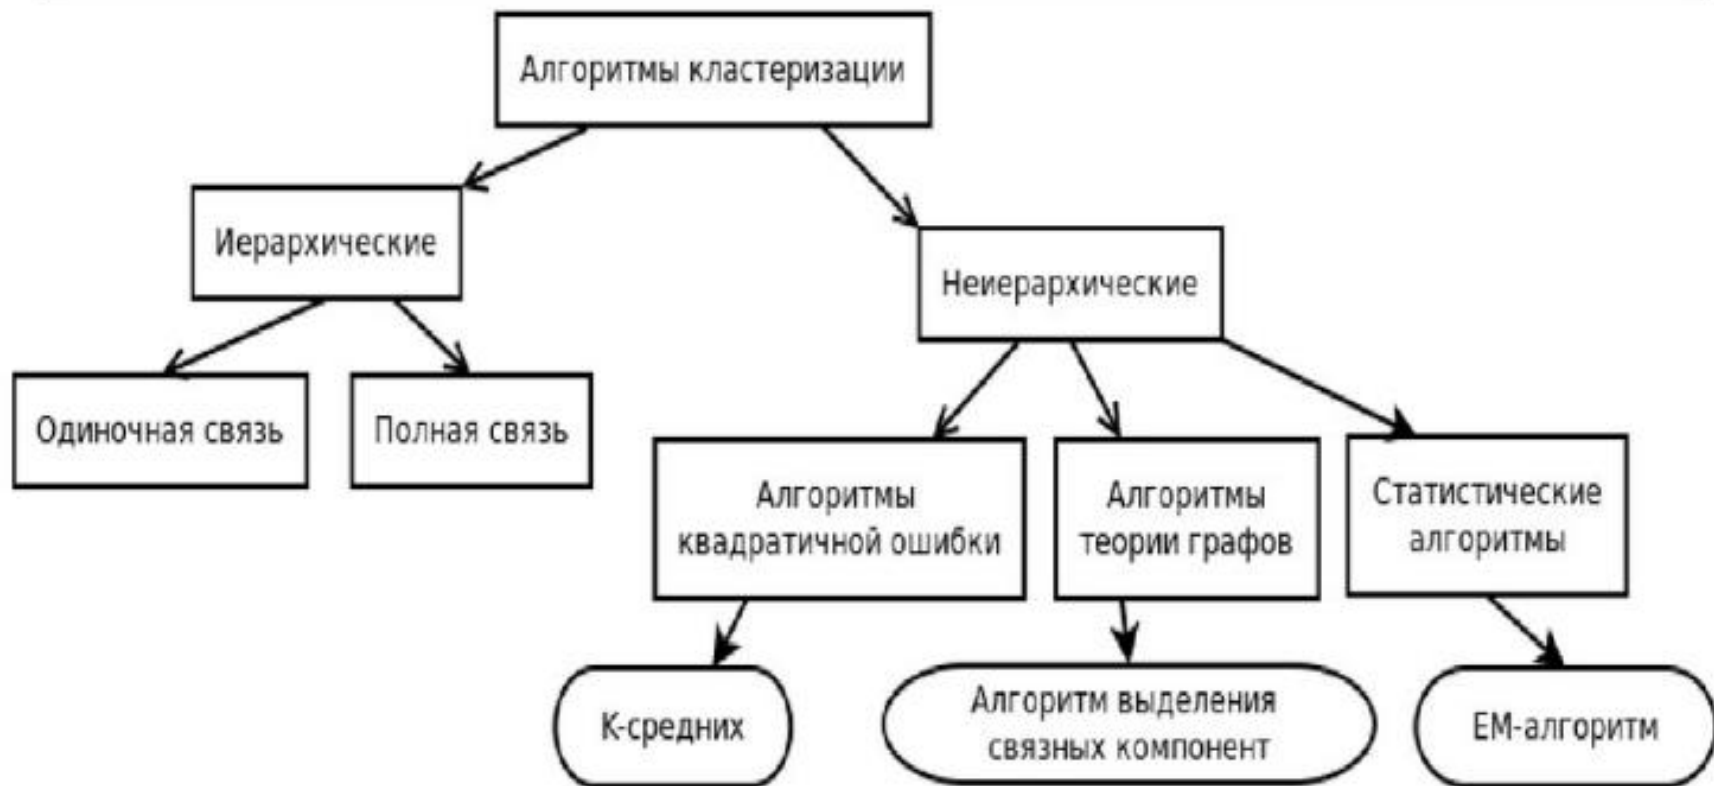 Алгоритмы кластеризации
Иерархические
Неиерархические
Одиночная связь
Полная связь
Алгоритмы
квадратичной ошибки
Алгоритмы
теории графов
Статистические
алгоритмы
К-средних
Алгоритм выделения
связных компонент
ЕМ-алгоритм